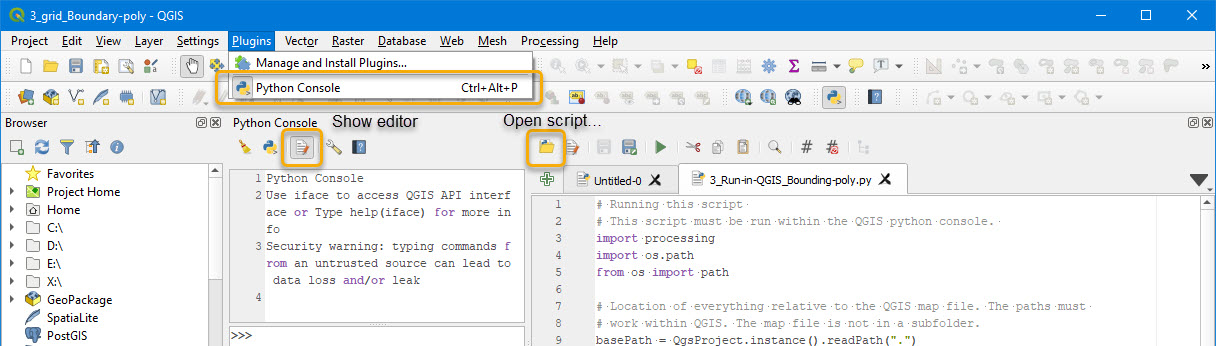 3_grid_Boundary-poly - QGIS
Project Edit View Layer Settings Plugins Vector Raster Database Web Mesh Processing Help
Manage and Install Plugins...
Python Console Ctrl+Alt+P
Browser
Python Console
Show editor
Open script...
Favorites
Project Home
Home
C:\
D:\
E:\
X:\
GeoPackage
SpatiaLite
PostGIS
1 Python Console
2 Use iface to access QGIS API interf
ace or Type help(iface) for more in
fo
3 Security warning: typing commands f
rom an untrusted source can lead to
data loss and/or leak
4
>>>
Untitled-0
3_Run-in-QGIS_Bounding-poly.py
1 #·Running·this·script·
2 #·This·script·must·be·run·within·the·QGIS·python·console.·
3 import·processing
4 import·os.path
5 from·os·import·path
6
7 #·Location·of·everything·relative·to·the·QGIS·map·file.·The·paths·must·
8 #·work·within·QGIS.·The·map·file·is·not·in·a·subfolder.
9 basePath·=·QgsProject.instance().readPath(".")